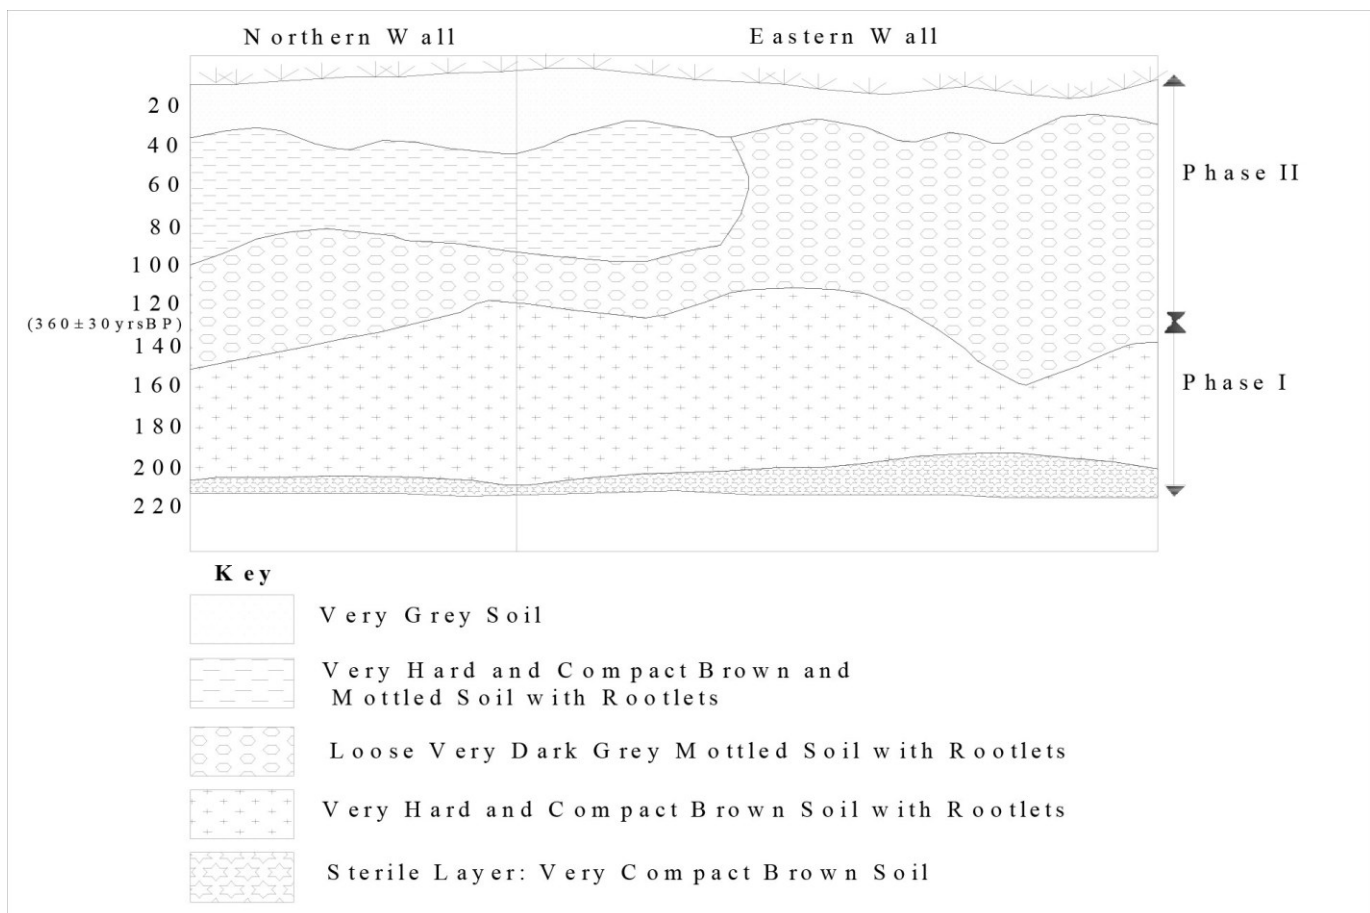 Northern Wall
Eastern Wall
20
40
60
80
100
120
(360±30yrsBP)
140
160
180
200
220
Phase II
Phase I
Key
Very Grey Soil
Very Hard and Compact Brown and
Mottled Soil with Rootlets
Loose Very Dark Grey Mottled Soil with Rootlets
Very Hard and Compact Brown Soil with Rootlets
Sterile Layer: Very Compact Brown Soil